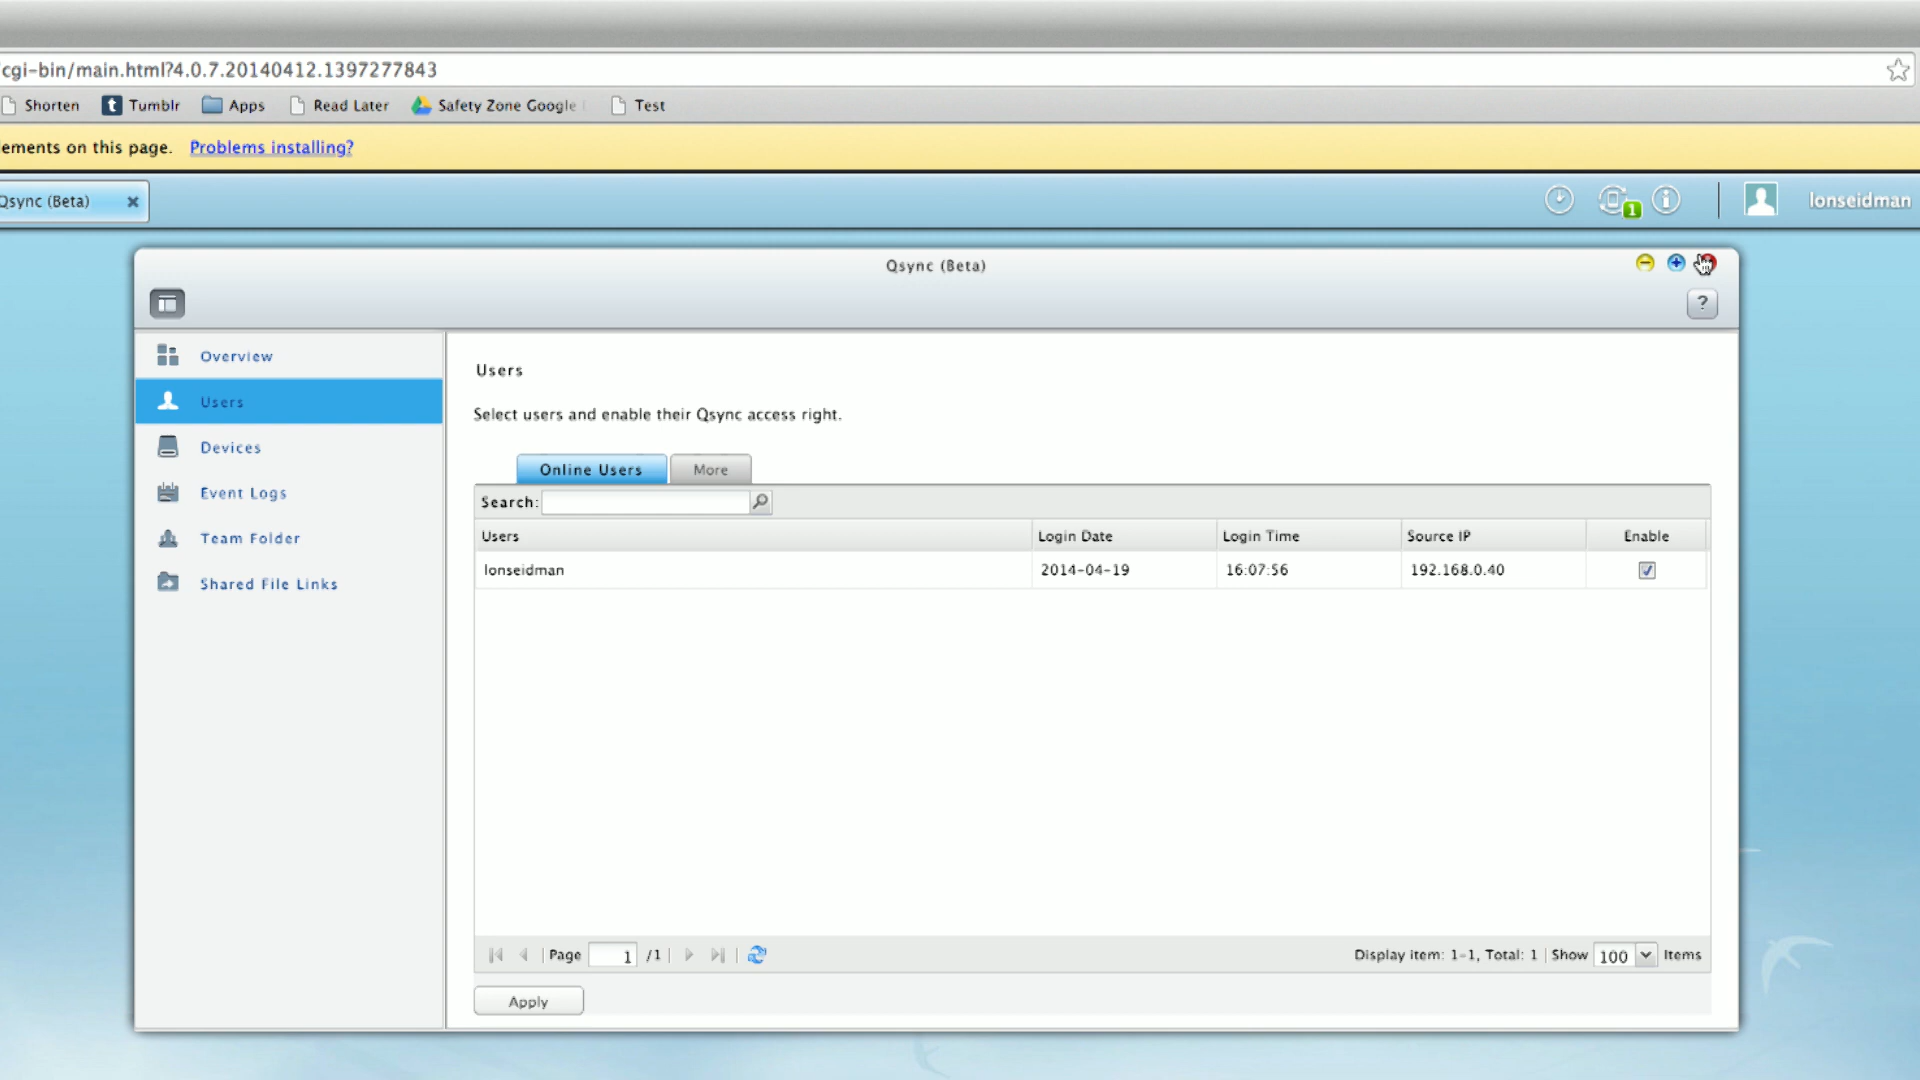 cgi-bin/main.html?4.0.7.20140412.1397277843
Shorten
t Tumblr
Apps
Read Later
Safety Zone Google
Test
ements on this page. Problems installing?
Qsync (Beta)
1
lonseidman
Qsync (Beta)
?
Overview
Users
Devices
Event Logs
Team Folder
Shared File Links
Users
Select users and enable their Qsync access right.
Online Users
More
Search:
Users
Login Date
Login Time
Source IP
Enable
lonseidman
2014-04-19
16:07:56
192.168.0.40
Page 1 /1
Display item: 1-1, Total: 1 | Show 100 Items
Apply